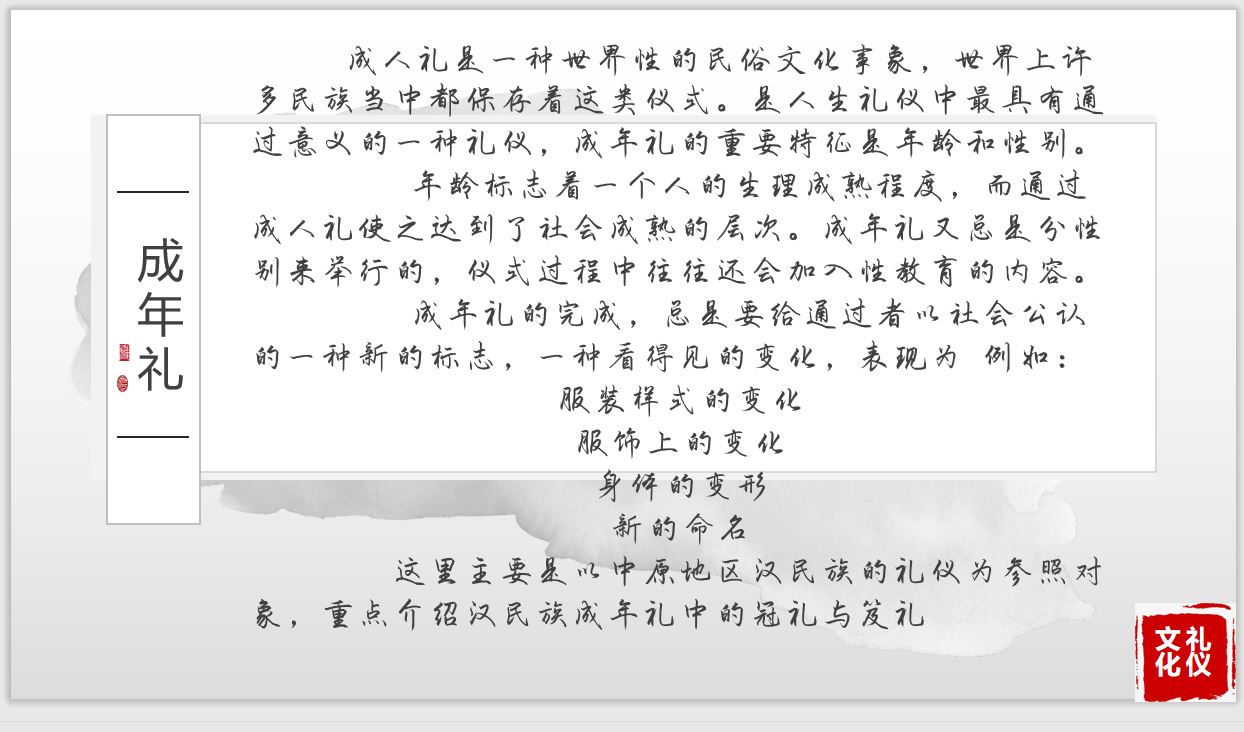 成人礼是一种世界性的民俗文化事象，世界上许
多民族当中都保存着这类仪式。是人生礼仪中最具有通
过意义的一种礼仪，成年礼的重要特征是年龄和性别。
年龄标志着一个人的生理成熟程度，而通过
成人礼使之达到了社会成熟的层次。成年礼又总是分性
别来举行的，仪式过程中往往还会加入性教育的内容。
成年礼的完成，总是要给通过者以社会公认
的一种新的标志，一种看得见的变化，表现为 例如：
服装样式的变化
服饰上的变化
身体的变形
新的命名
这里主要是以中原地区汉民族的礼仪为参照对
象，重点介绍汉民族成年礼中的冠礼与笈礼
成年礼
礼仪
文化